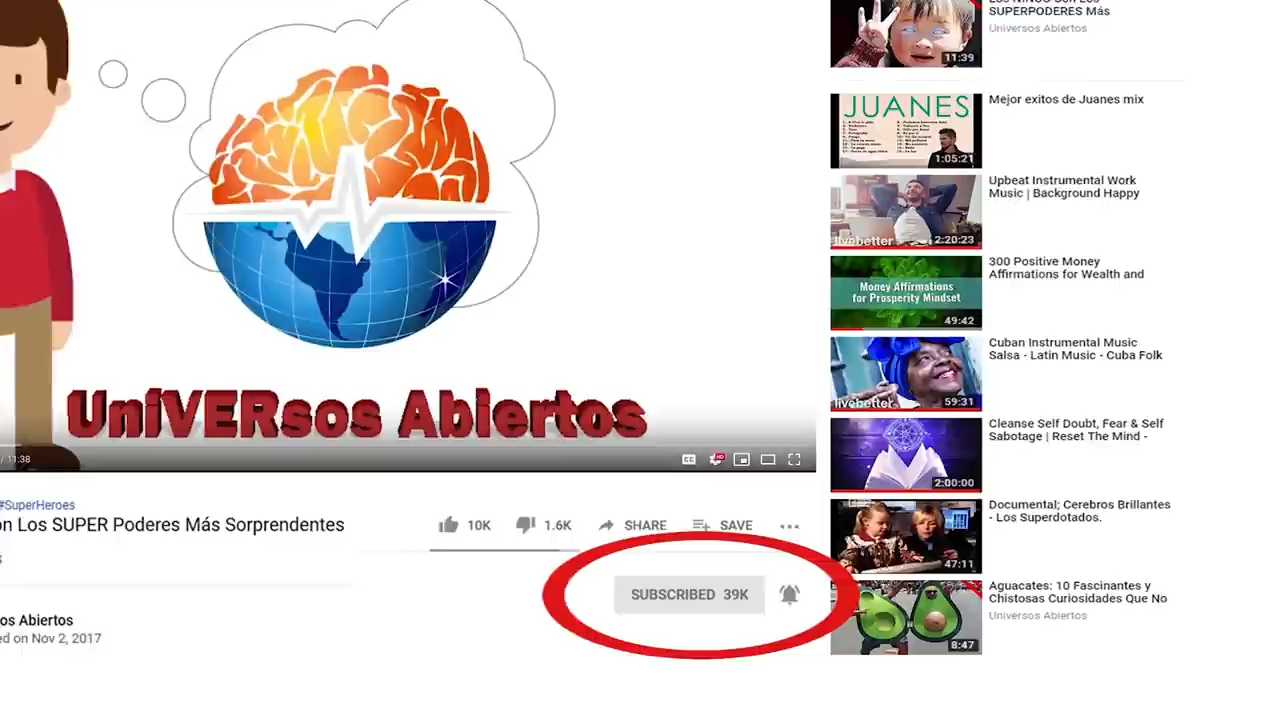 UniVERsos Abiertos
/ 11:38
CC
HD
#SuperHeroes
on Los SUPER Poderes Más Sorprendentes
10K
1.6K
SHARE
SAVE
SUBSCRIBED 39K
os Abiertos
ed on Nov 2, 2017
SUPERPODERES Más
Universos Abiertos
11:39
JUANES
1:05:21
Mejor exitos de Juanes mix
livebetter
2:20:23
Upbeat Instrumental Work
Music | Background Happy
Money Affirmations
for Prosperity Mindset
49:42
300 Positive Money
Affirmations for Wealth and
livebetter
59:31
Cuban Instrumental Music
Salsa - Latin Music - Cuba Folk
2:00:00
Cleanse Self Doubt, Fear & Self
Sabotage | Reset The Mind -
47:11
Documental; Cerebros Brillantes
- Los Superdotados.
8:47
Aguacates: 10 Fascinantes y
Chistosas Curiosidades Que No
Universos Abiertos